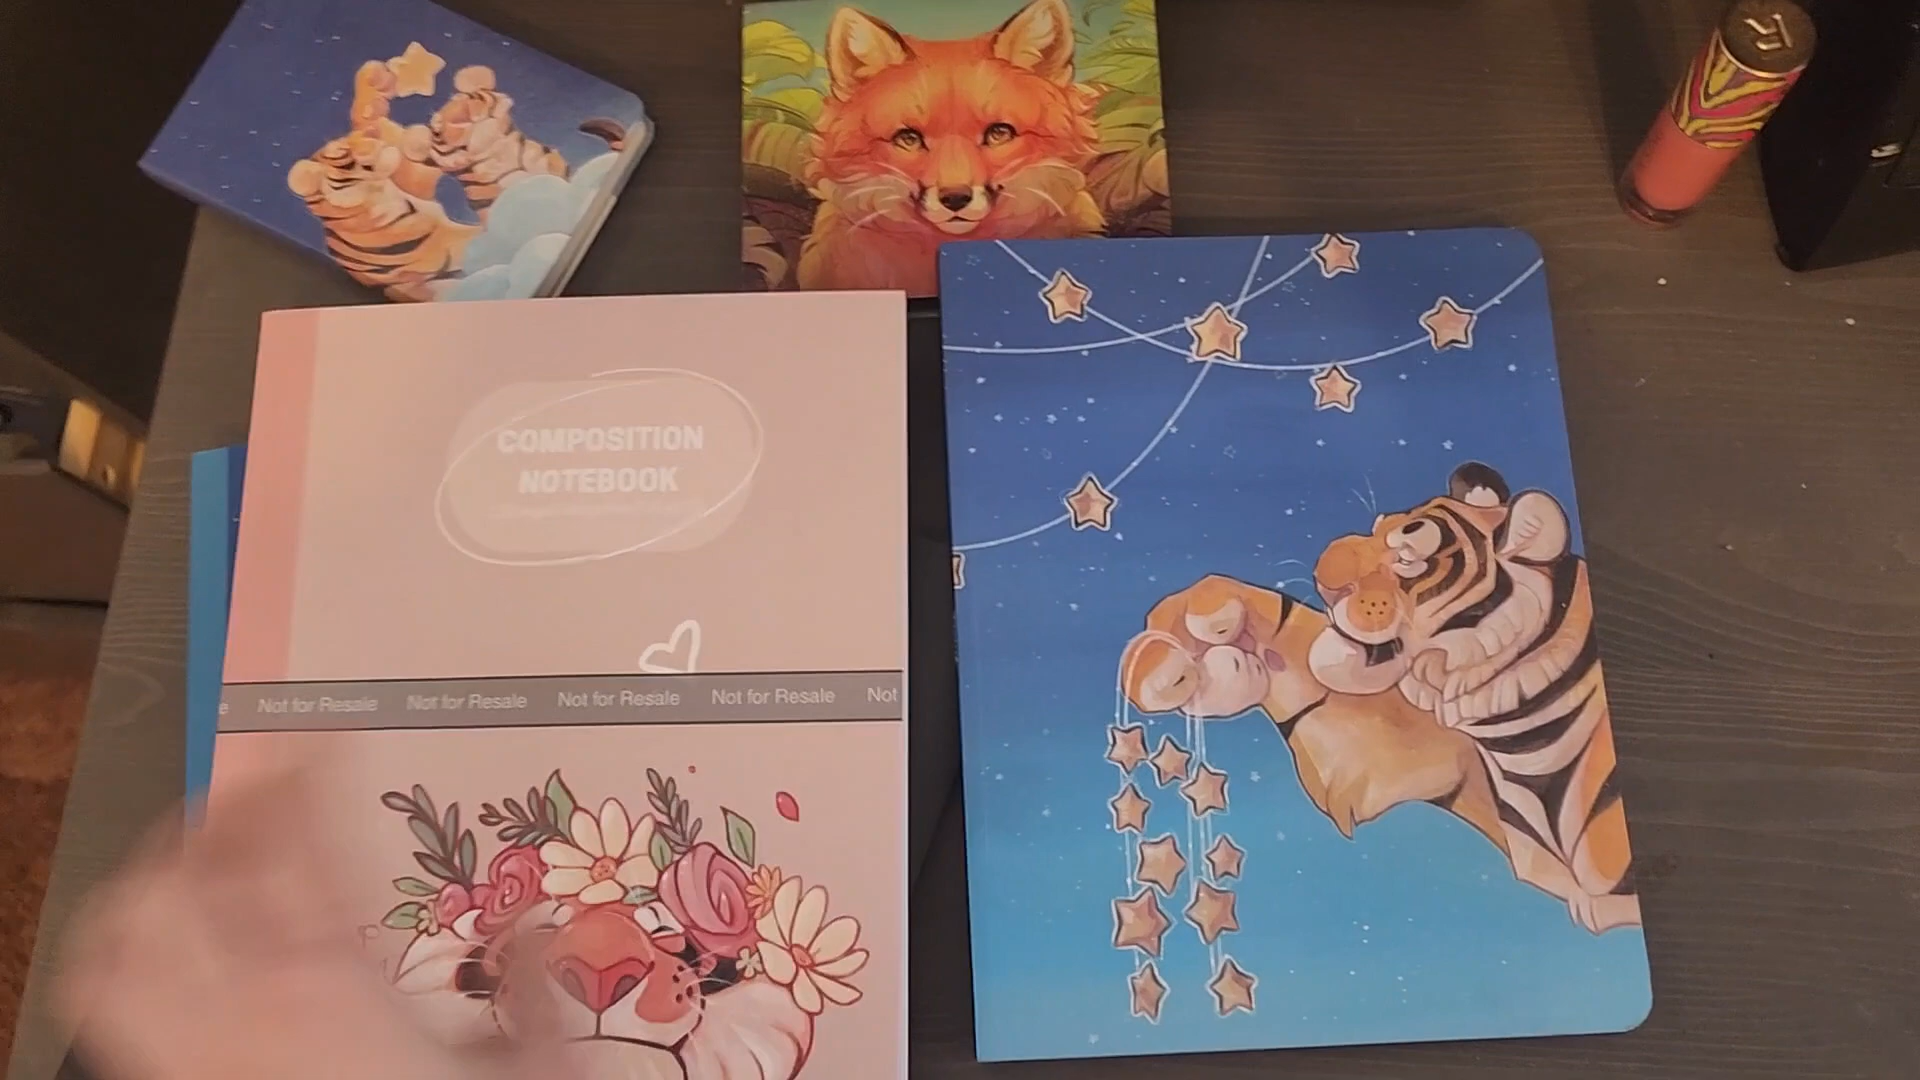 COMPOSITION
NOTEBOOK
Not for Resale Not for Resale Not for Resale Not for Resale Not